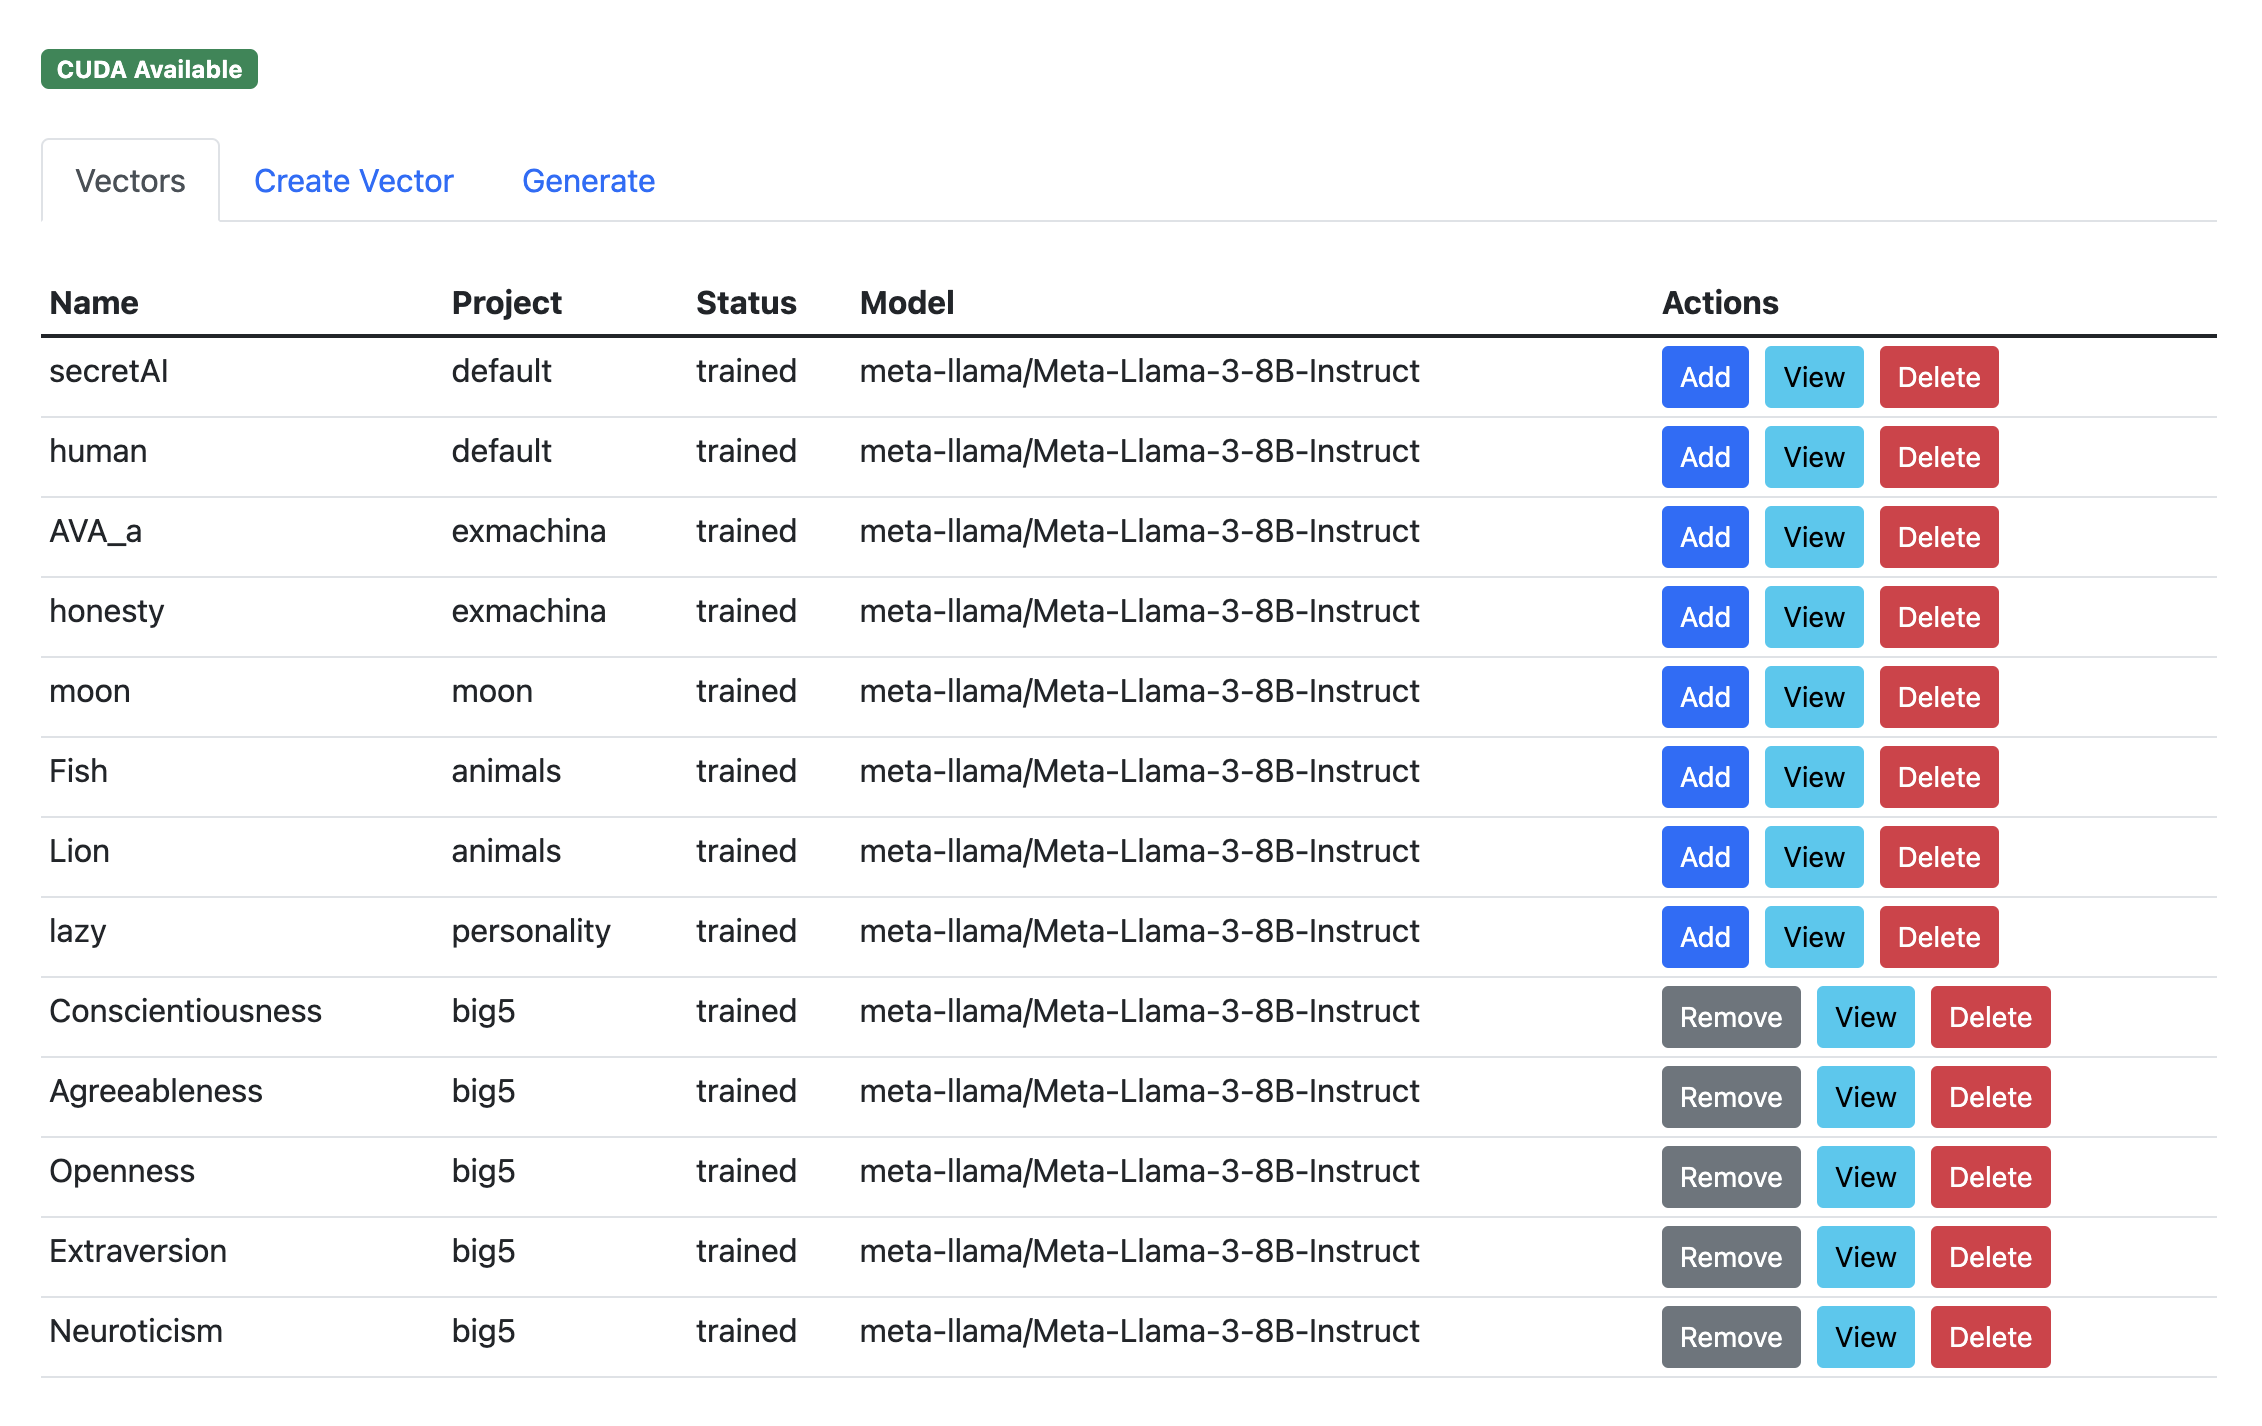 CUDA Available
Vectors Create Vector Generate
Name Project Status Model Actions
secretAI default trained meta-llama/Meta-Llama-3-8B-Instruct Add View Delete
human default trained meta-llama/Meta-Llama-3-8B-Instruct Add View Delete
AVA_a exmachina trained meta-llama/Meta-Llama-3-8B-Instruct Add View Delete
honesty exmachina trained meta-llama/Meta-Llama-3-8B-Instruct Add View Delete
moon moon trained meta-llama/Meta-Llama-3-8B-Instruct Add View Delete
Fish animals trained meta-llama/Meta-Llama-3-8B-Instruct Add View Delete
Lion animals trained meta-llama/Meta-Llama-3-8B-Instruct Add View Delete
lazy personality trained meta-llama/Meta-Llama-3-8B-Instruct Add View Delete
Conscientiousness big5 trained meta-llama/Meta-Llama-3-8B-Instruct Remove View Delete
Agreeableness big5 trained meta-llama/Meta-Llama-3-8B-Instruct Remove View Delete
Openness big5 trained meta-llama/Meta-Llama-3-8B-Instruct Remove View Delete
Extraversion big5 trained meta-llama/Meta-Llama-3-8B-Instruct Remove View Delete
Neuroticism big5 trained meta-llama/Meta-Llama-3-8B-Instruct Remove View Delete